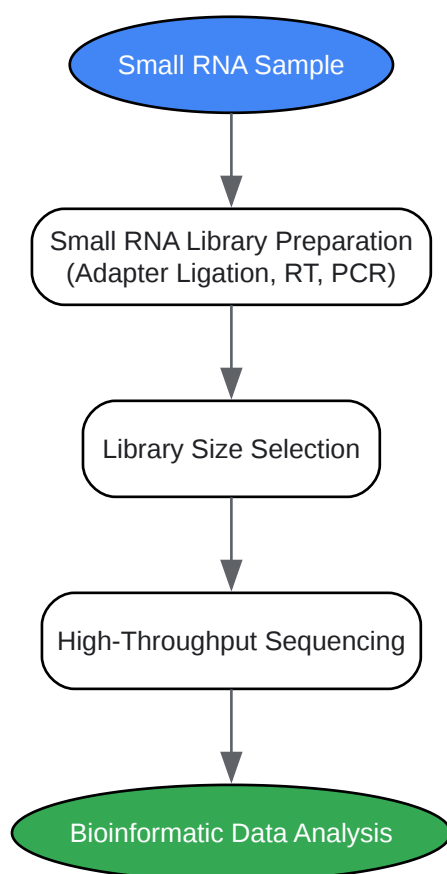 Small RNA Sample
Small RNA Library Preparation
(Adapter Ligation, RT, PCR)
Library Size Selection
High-Throughput Sequencing
Bioinformatic Data Analysis